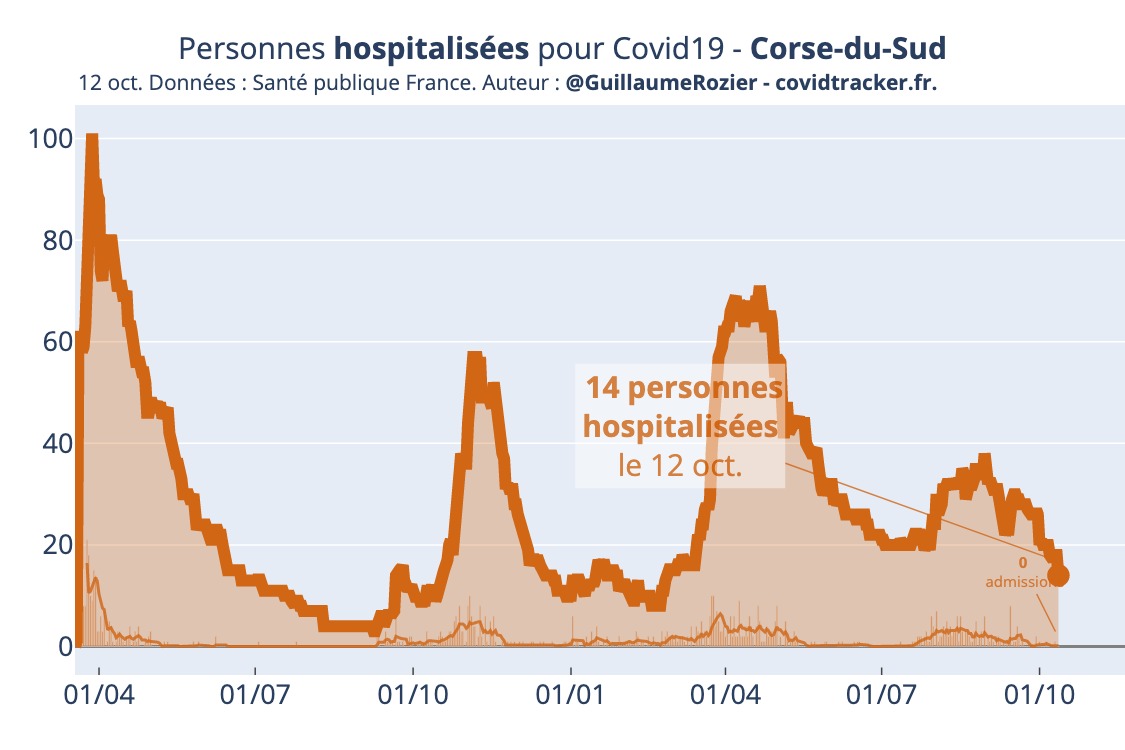 Personnes hospitalisées pour Covid19 - Corse-du-Sud
12 oct. Données : Santé publique France. Auteur : @GuillaumeRozier - covidtracker.fr.
100
80
60
40
20
0
14 personnes
hospitalisées
le 12 oct.
0
admission
01/04
01/07
01/10
01/01
01/04
01/07
01/10